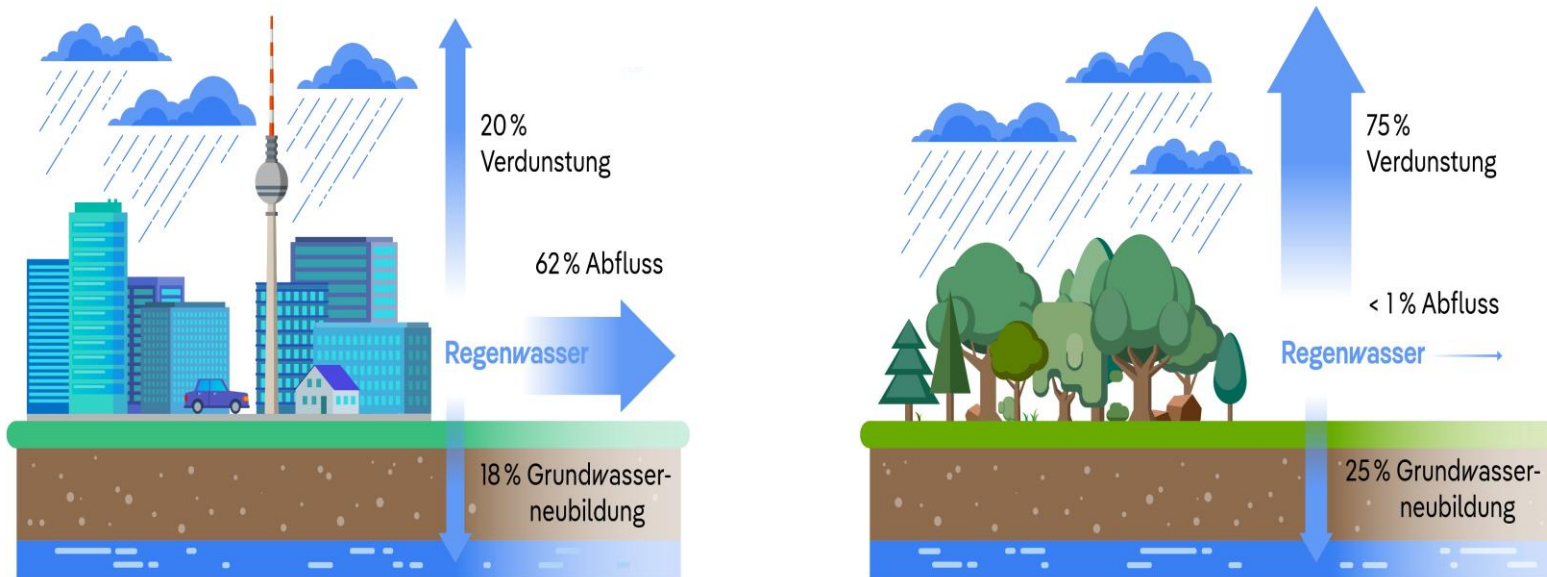 20 %
Verdunstung
62 % Abfluss
Regenwasser
18 % Grundwasser-
neubildung
75 %
Verdunstung
< 1 % Abfluss
Regenwasser
25 % Grundwasser-
neubildung